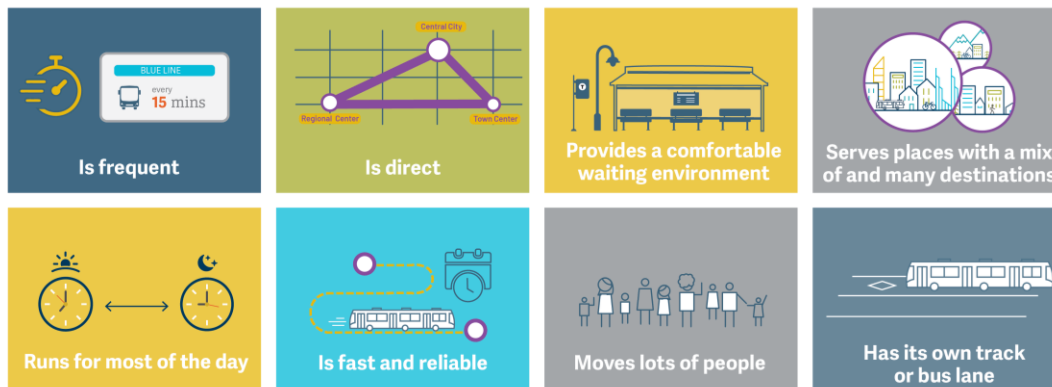 BLUE LINE
every
15 mins
Is frequent
Central City
Regional Center
Town Center
Is direct
T
Provides a comfortable
waiting environment
Serves places with a mix
of and many destinations
Runs for most of the day
Is fast and reliable
Moves lots of people
Has its own track
or bus lane